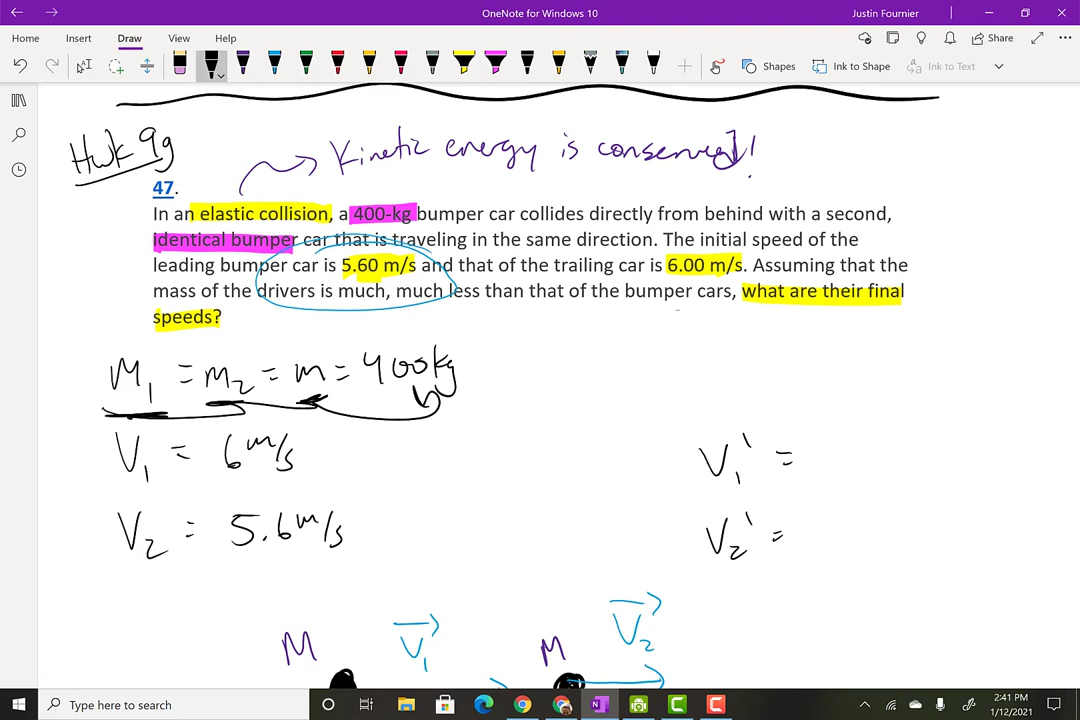 OneNote for Windows 10
Justin Fournier
Home Insert Draw View Help
Share
Shapes Ink to Shape Ink to Text
Hwk 9g
Kinetic energy is conserved!
47.
In an elastic collision, a 400-kg bumper car collides directly from behind with a second,
identical bumper car that is traveling in the same direction. The initial speed of the
leading bumper car is 5.60 m/s and that of the trailing car is 6.00 m/s. Assuming that the
mass of the drivers is much, much less than that of the bumper cars, what are their final
speeds?
M₁ = m₂ = m = 400kg
V₁ = 6 m/s
V₁' =
V₂ = 5.6 m/s
V₂' =
M V₁ M V₂
Type here to search
2:41 PM
1/12/2021